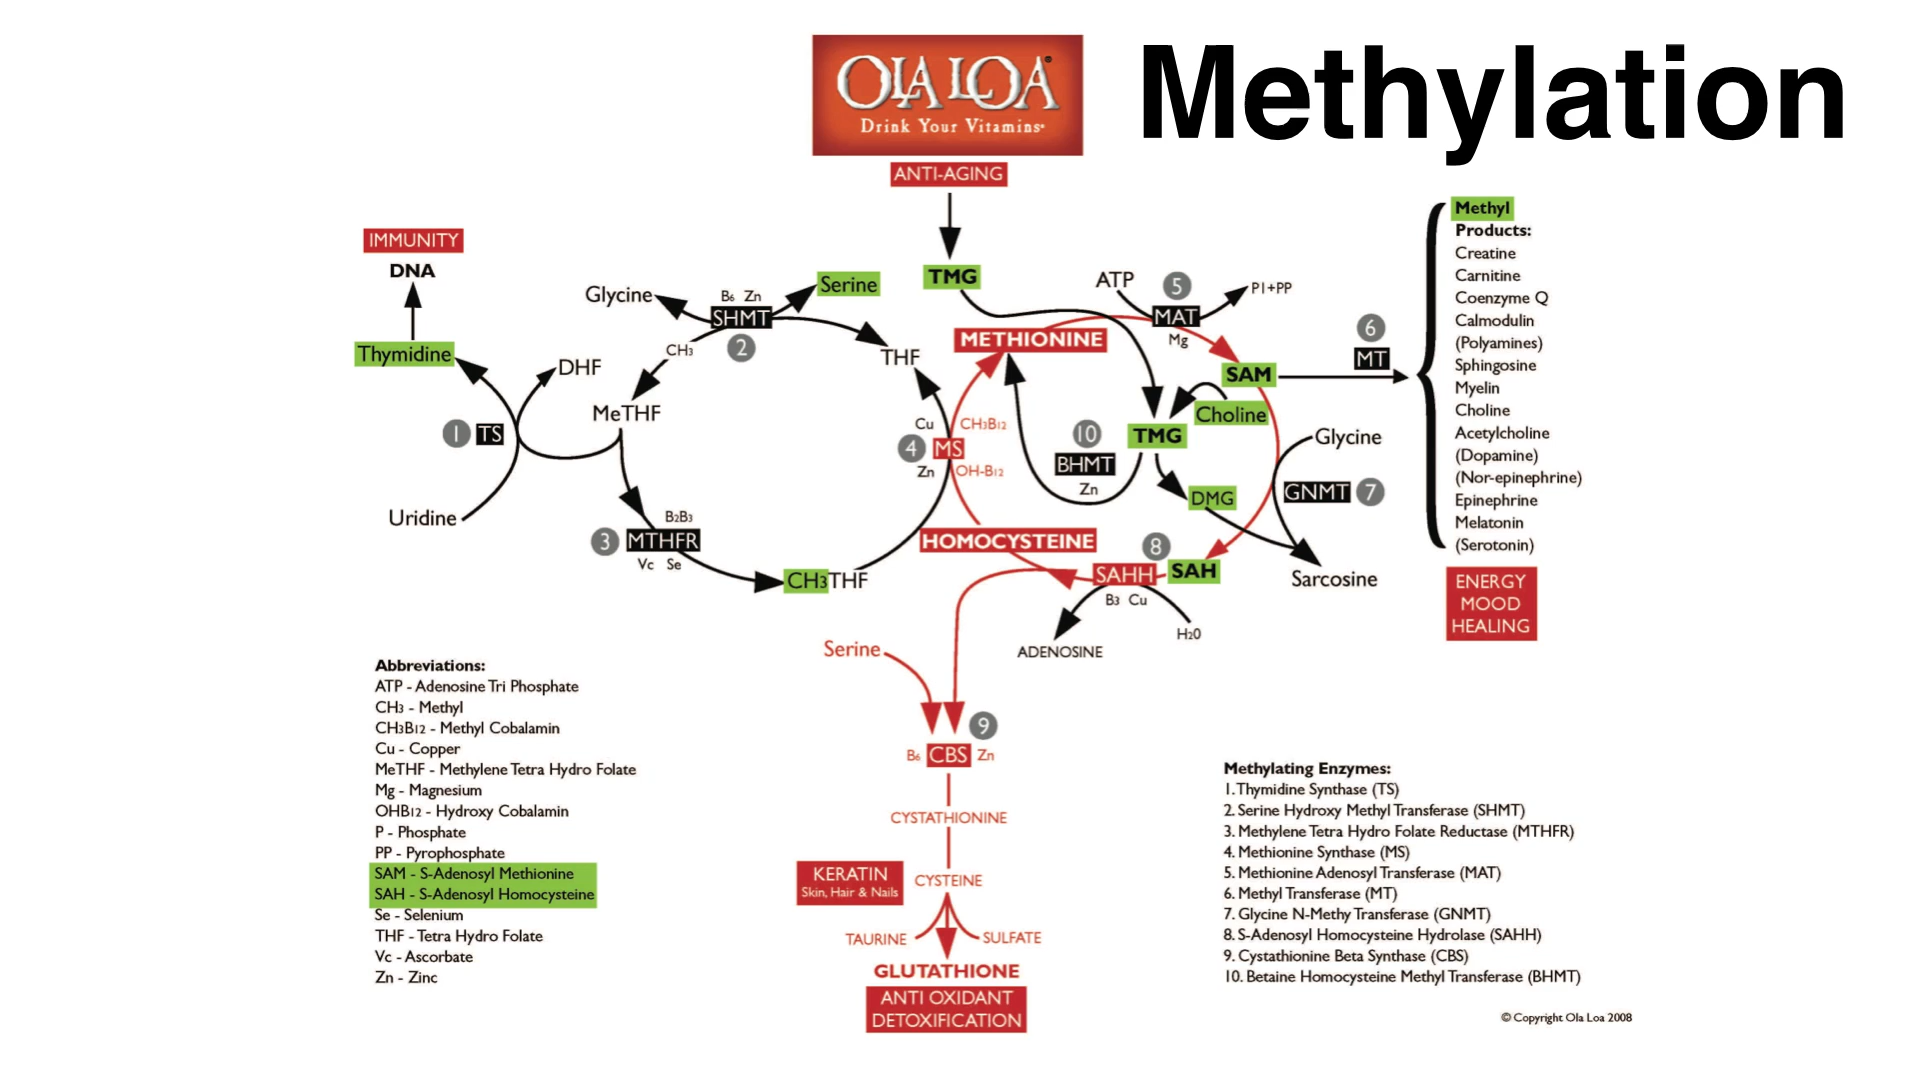 OLA LOA®
Drink Your Vitamins®
Methylation
ANTI-AGING
IMMUNITY
DNA
Thymidine
DHF
1 TS
Uridine
Glycine
B6 Zn
SHMT
2
Serine
CH3
MeTHF
THF
B2B3
3 MTHFR
Vc Se
CH3THF
TMG
METHIONINE
ATP
5
MAT
Mg
P1+PP
SAM
6
MT
Choline
TMG
10
BHMT
Zn
Cu
CH3B12
4 MS
Zn
OH-B12
DMG
Glycine
GNMT 7
Sarcosine
HOMOCYSTEINE
8
SAHH
SAH
B3 Cu
H20
ADENOSINE
Serine
9
B6 CBS Zn
CYSTATHIONINE
KERATIN
Skin, Hair & Nails
CYSTEINE
TAURINE
SULFATE
GLUTATHIONE
ANTI OXIDANT
DETOXIFICATION
Methyl
Products:
Creatine
Carnitine
Coenzyme Q
Calmodulin
(Polyamines)
Sphingosine
Myelin
Choline
Acetylcholine
(Dopamine)
(Nor-epinephrine)
Epinephrine
Melatonin
(Serotonin)
ENERGY
MOOD
HEALING
Abbreviations:
ATP - Adenosine Tri Phosphate
CH3 - Methyl
CH3B12 - Methyl Cobalamin
Cu - Copper
MeTHF - Methylene Tetra Hydro Folate
Mg - Magnesium
OHB12 - Hydroxy Cobalamin
P - Phosphate
PP - Pyrophosphate
SAM - S-Adenosyl Methionine
SAH - S-Adenosyl Homocysteine
Se - Selenium
THF - Tetra Hydro Folate
Vc - Ascorbate
Zn - Zinc
Methylating Enzymes:
1. Thymidine Synthase (TS)
2. Serine Hydroxy Methyl Transferase (SHMT)
3. Methylene Tetra Hydro Folate Reductase (MTHFR)
4. Methionine Synthase (MS)
5. Methionine Adenosyl Transferase (MAT)
6. Methyl Transferase (MT)
7. Glycine N-Methy Transferase (GNMT)
8. S-Adenosyl Homocysteine Hydrolase (SAHH)
9. Cystathionine Beta Synthase (CBS)
10. Betaine Homocysteine Methyl Transferase (BHMT)
© Copyright Ola Loa 2008